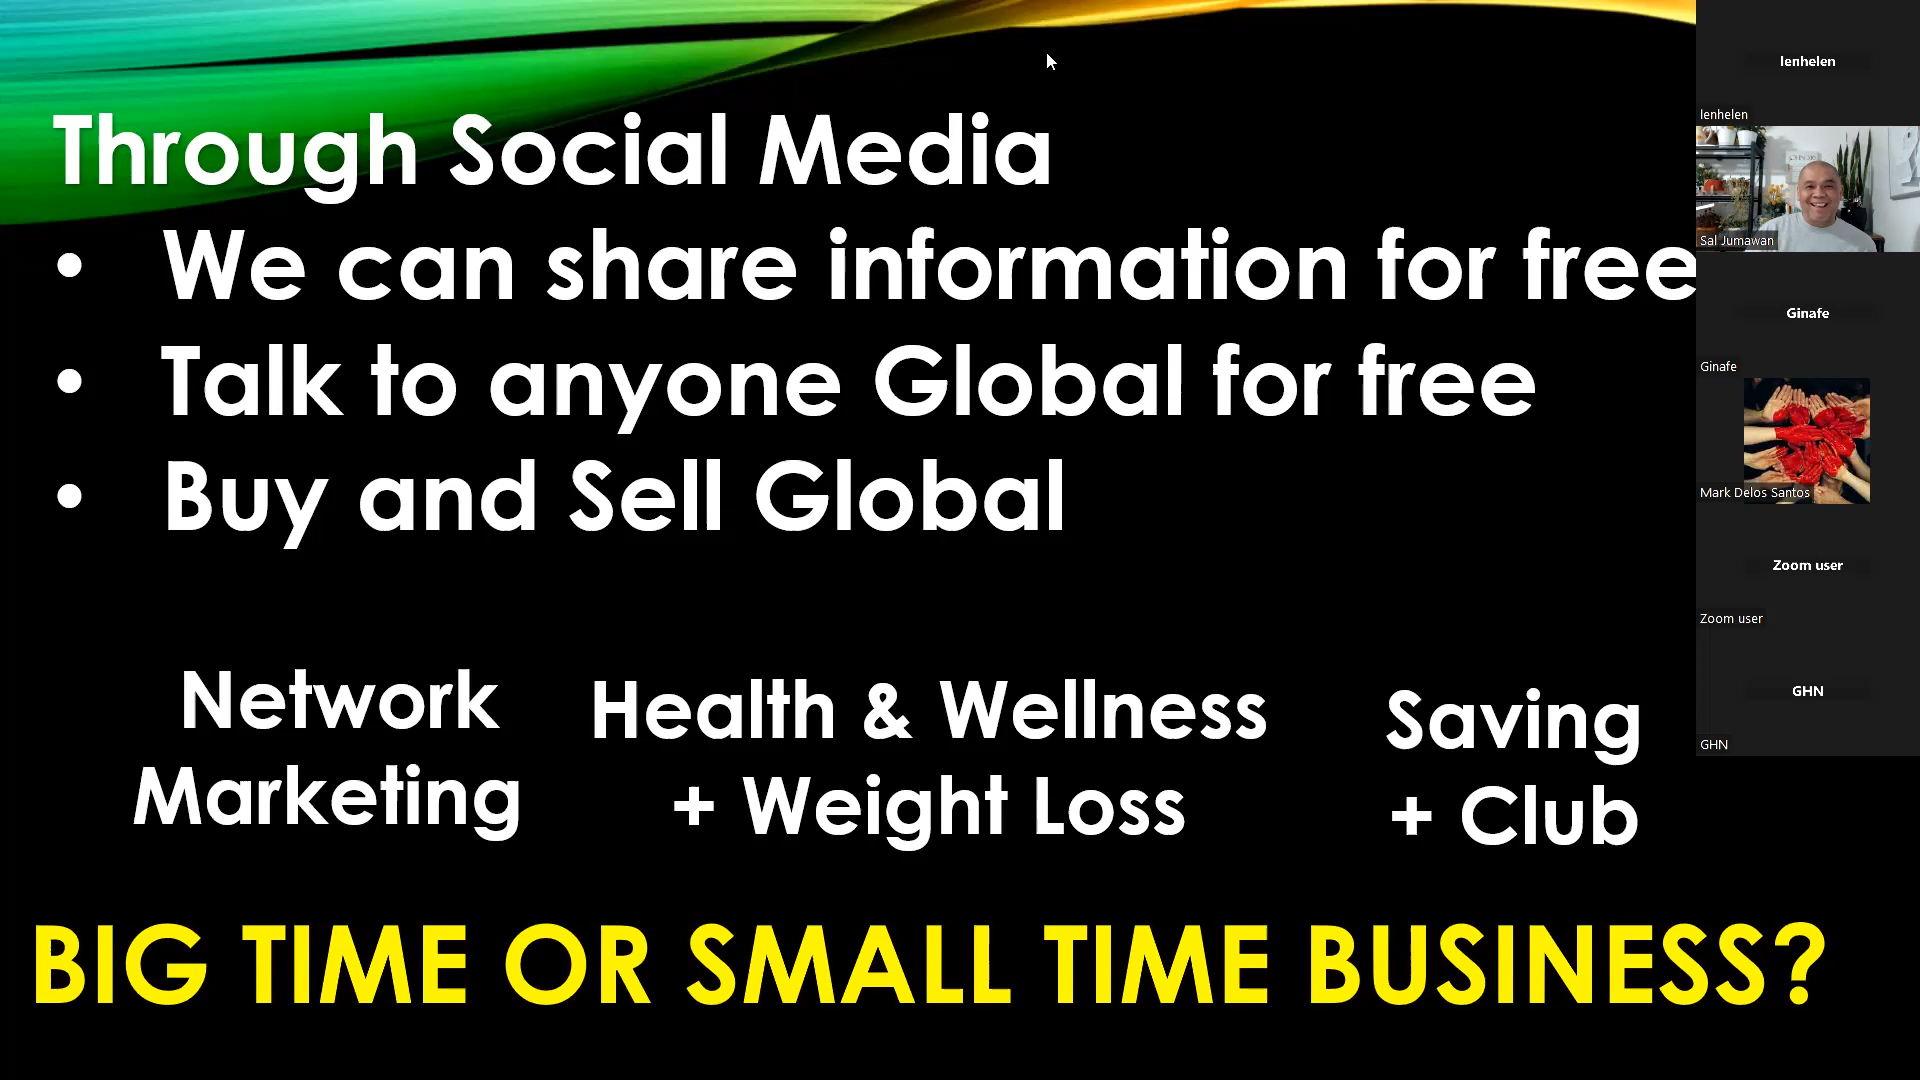 Through Social Media
• We can share information for free
• Talk to anyone Global for free
• Buy and Sell Global
Network
Marketing
Health & Wellness
+ Weight Loss
Saving
+ Club
BIG TIME OR SMALL TIME BUSINESS?
lenhelen
lenhelen
Sal Jumawan
Ginafe
Ginafe
Mark Delos Santos
Zoom user
Zoom user
GHN
GHN